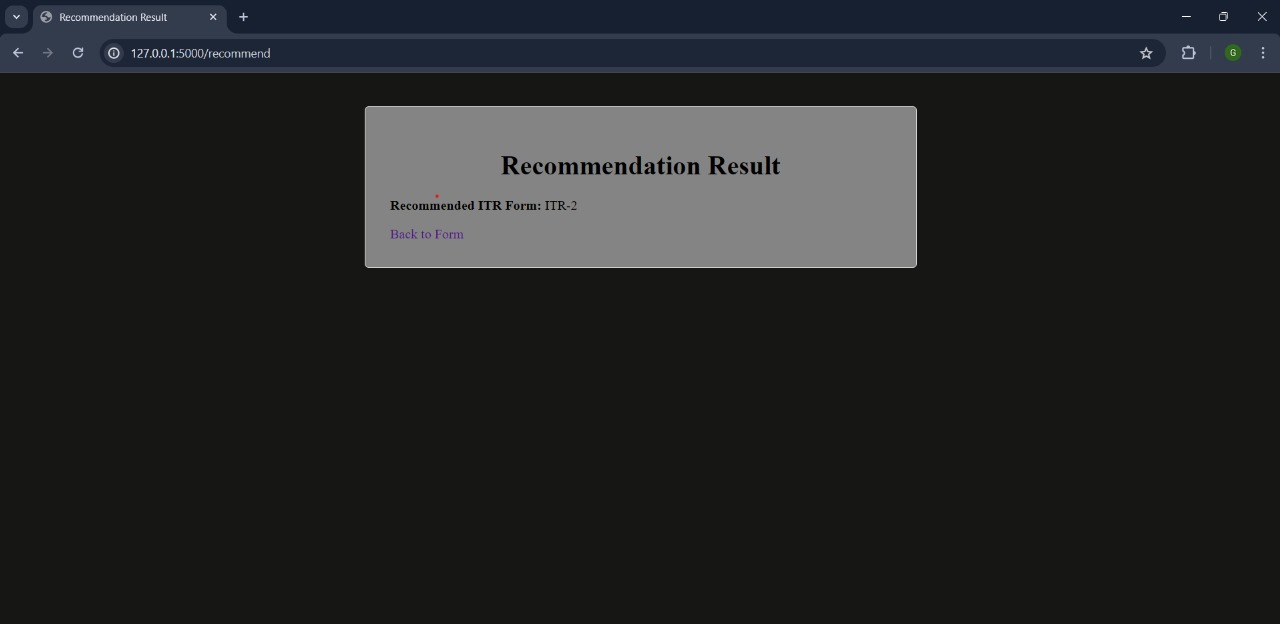 Recommendation Result
127.0.0.1:5000/recommend
G
Recommendation Result
Recommended ITR Form: ITR-2
Back to Form